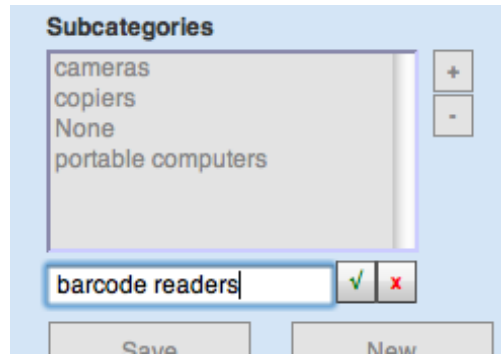 Subcategories
cameras
+
copiers
None
-
portable computers
barcode readers √ x
Save New